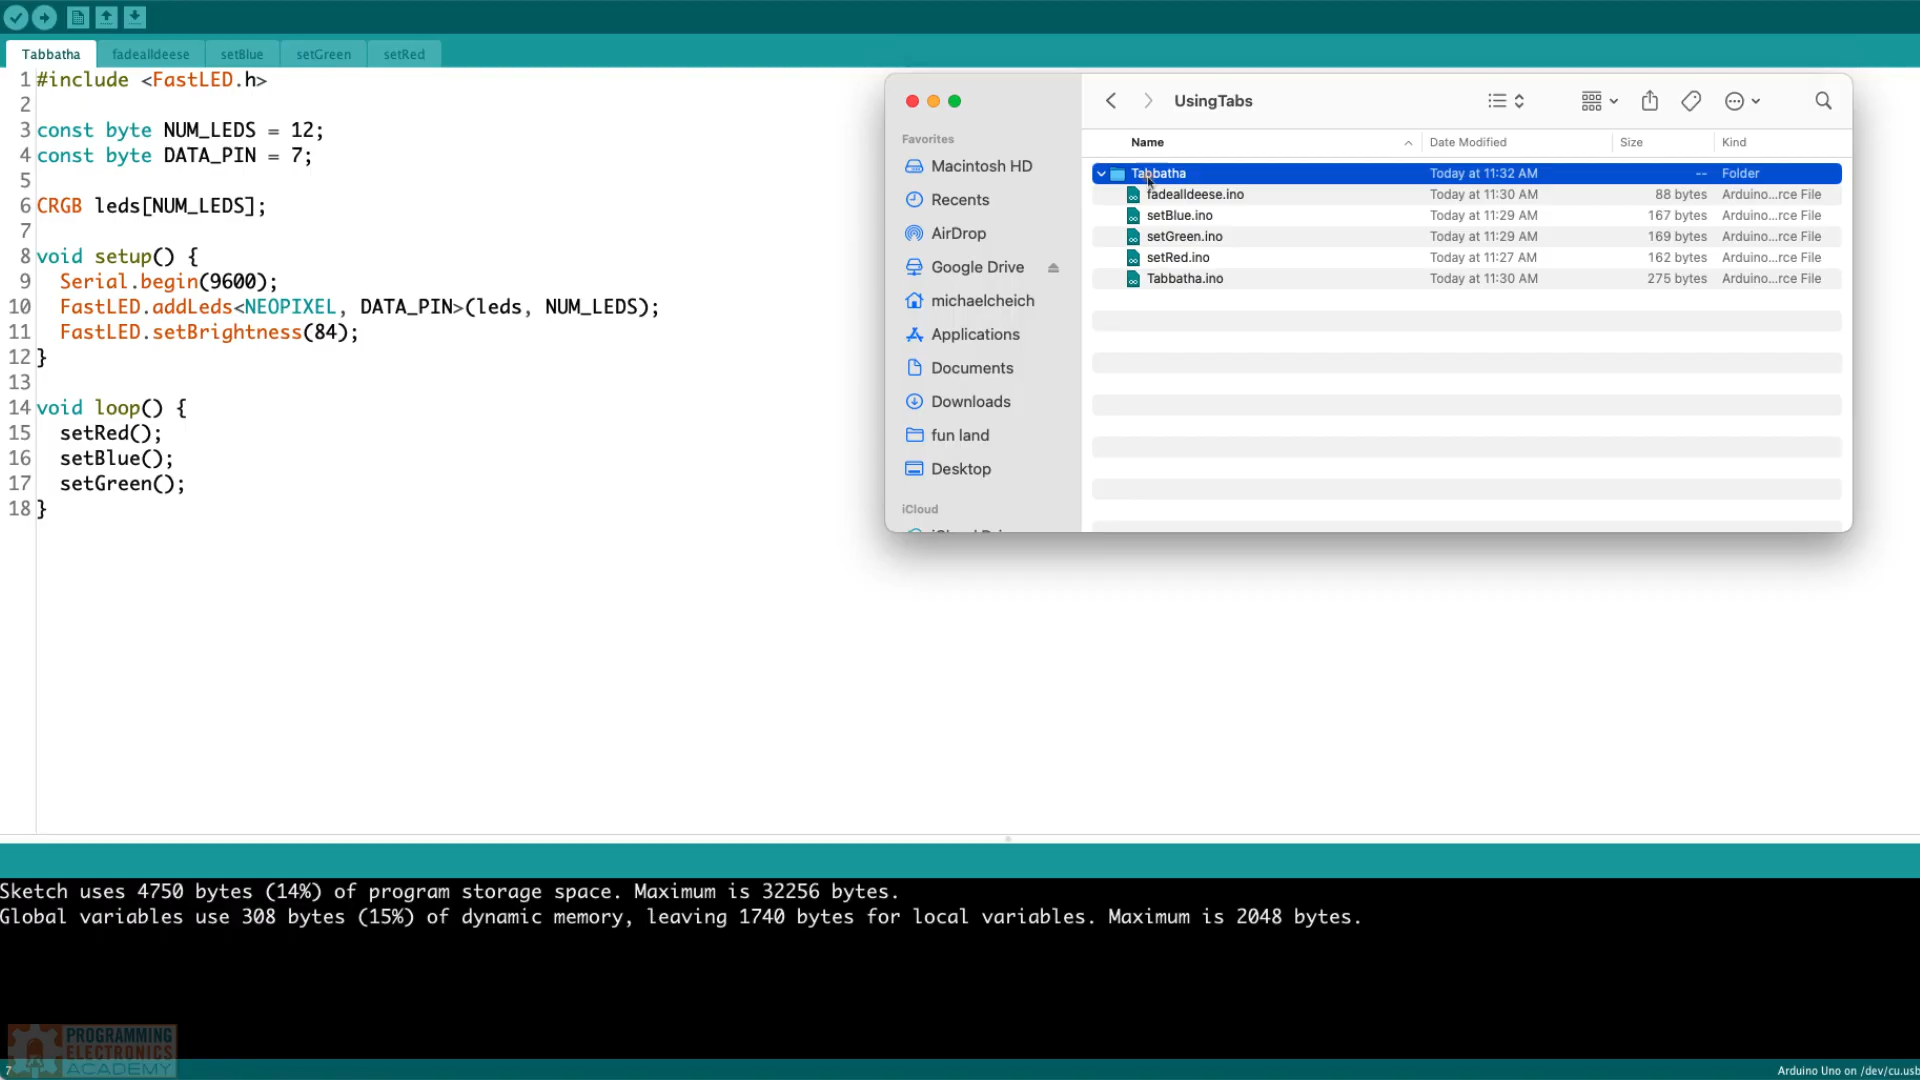 Tabbatha fadealldeese setBlue setGreen setRed
1 #include <FastLED.h>
2
3 const byte NUM_LEDS = 12;
4 const byte DATA_PIN = 7;
5
6 CRGB leds[NUM_LEDS];
7
8 void setup() {
9 Serial.begin(9600);
10 FastLED.addLeds<NEOPIXEL, DATA_PIN>(leds, NUM_LEDS);
11 FastLED.setBrightness(84);
12 }
13
14 void loop() {
15 setRed();
16 setBlue();
17 setGreen();
18 }
UsingTabs
Favorites
Macintosh HD
Recents
AirDrop
Google Drive
michaelcheich
Applications
Documents
Downloads
fun land
Desktop
iCloud
Name Date Modified Size Kind
Tabbatha Today at 11:32 AM -- Folder
fadealldeese.ino Today at 11:30 AM 88 bytes Arduino...rce File
setBlue.ino Today at 11:29 AM 167 bytes Arduino...rce File
setGreen.ino Today at 11:29 AM 169 bytes Arduino...rce File
setRed.ino Today at 11:27 AM 162 bytes Arduino...rce File
Tabbatha.ino Today at 11:30 AM 275 bytes Arduino...rce File
Sketch uses 4750 bytes (14%) of program storage space. Maximum is 32256 bytes.
Global variables use 308 bytes (15%) of dynamic memory, leaving 1740 bytes for local variables. Maximum is 2048 bytes.
PROGRAMMING
ELECTRONICS
ACADEMY
7
Arduino Uno on /dev/cu.usb